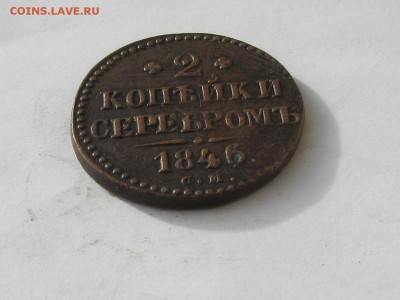 COINS.LAVE.RU
* 2 *
КОПѢЙКИ
СЕРЕБРОМЪ
1846
С.М.